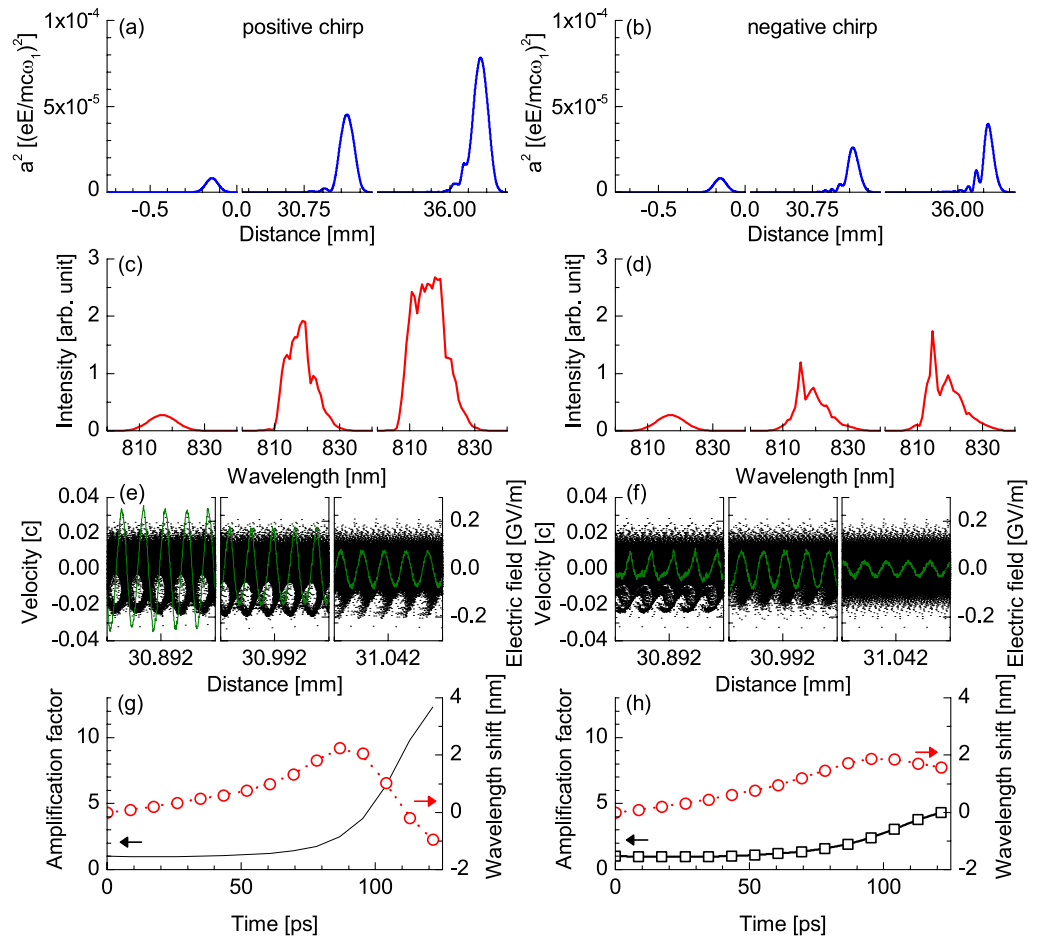 (a) positive chirp
a² [(eE/mcω₁)²]
1x10⁻⁴
5x10⁻⁵
0
-0.5 0.0 30.75 36.00
Distance [mm]
(b) negative chirp
a² [(eE/mcω₁)²]
1x10⁻⁴
5x10⁻⁵
0
-0.5 0.0 30.75 36.00
Distance [mm]
(c)
Intensity [arb. unit]
3
2
1
0
810 830 810 830 810 830
Wavelength [nm]
(d)
Intensity [arb. unit]
3
2
1
0
810 830 810 830 810 830
Wavelength [nm]
(e)
Velocity [c]
0.04
0.02
0.00
-0.02
-0.04
0.2
0.0
-0.2
Electric field [GV/m]
30.892 30.992 31.042
Distance [mm]
(f)
Velocity [c]
0.04
0.02
0.00
-0.02
-0.04
0.2
0.0
-0.2
Electric field [GV/m]
30.892 30.992 31.042
Distance [mm]
(g)
Amplification factor
10
5
0
4
2
0
-2
Wavelength shift [nm]
0 50 100
Time [ps]
(h)
Amplification factor
10
5
0
4
2
0
-2
Wavelength shift [nm]
0 50 100
Time [ps]